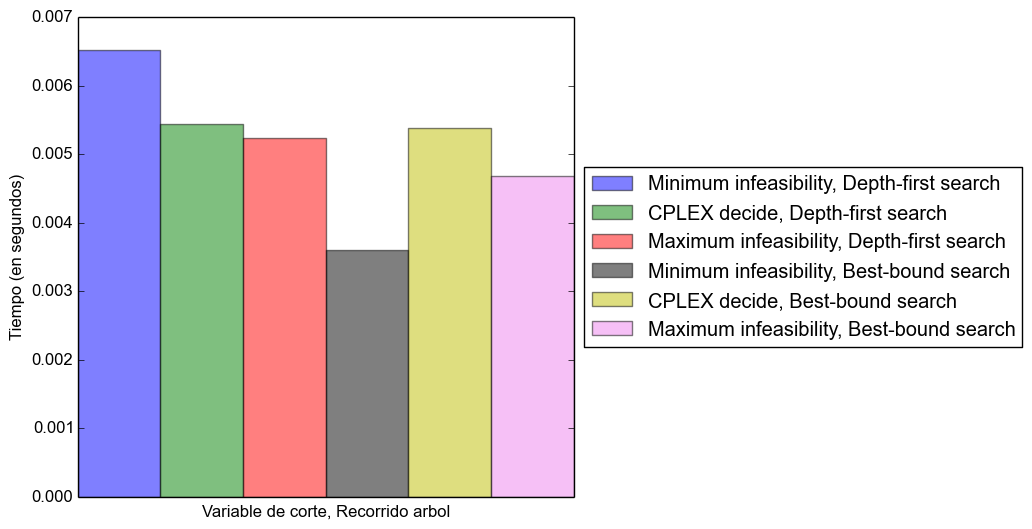 0.007
0.006
0.005
0.004
0.003
0.002
0.001
0.000
Tiempo (en segundos)
Variable de corte, Recorrido arbol
Minimum infeasibility, Depth-first search
CPLEX decide, Depth-first search
Maximum infeasibility, Depth-first search
Minimum infeasibility, Best-bound search
CPLEX decide, Best-bound search
Maximum infeasibility, Best-bound search